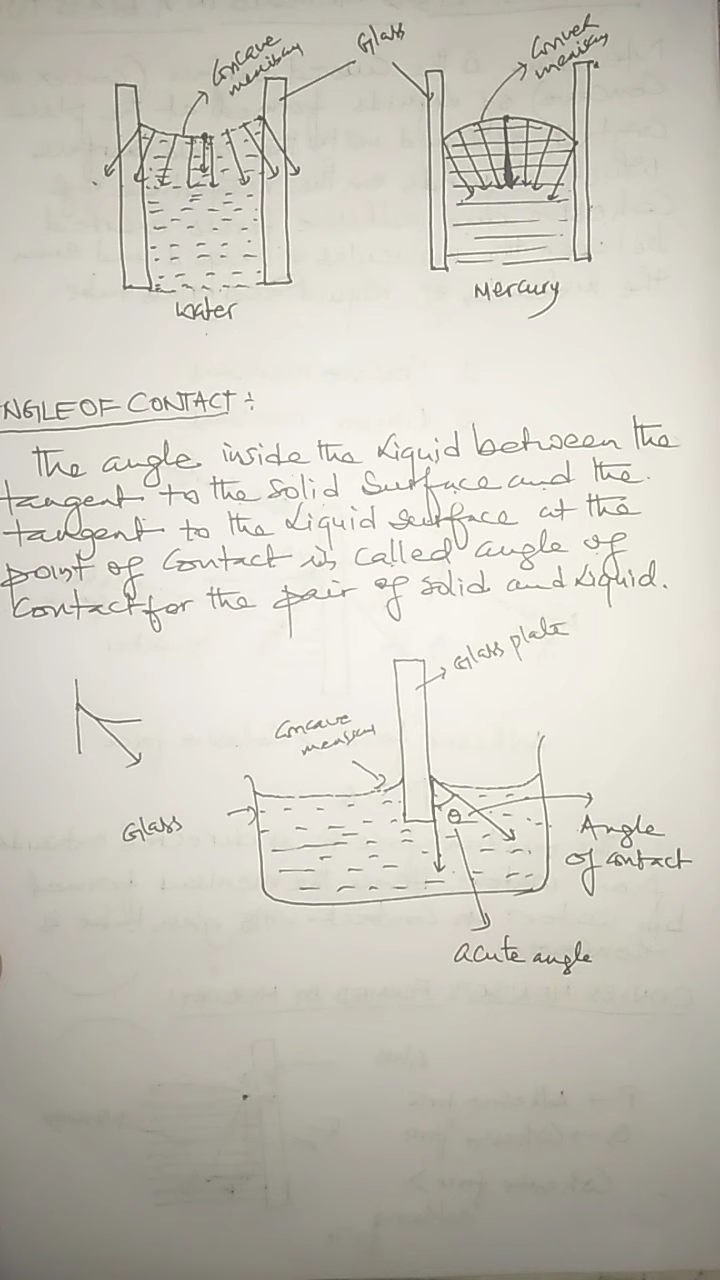 Concave
meniscus
Glass
Convex
meniscus
Water
Mercury
NGLE OF CONTACT :
The angle inside the Liquid between the
tangent to the solid Surface and the
tangent to the Liquid surface at the
point of Contact is called angle of
Contact for the pair of solid and Liquid.
Glass plate
Concave
meniscus
Glass
θ
Angle
of contact
acute angle